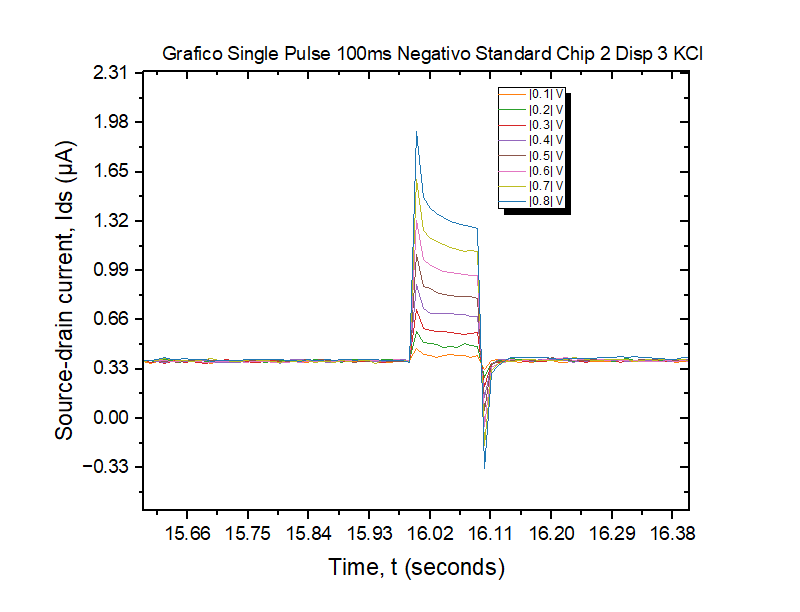 Grafico Single Pulse 100ms Negativo Standard Chip 2 Disp 3 KCl
2.31
1.98
1.65
1.32
0.99
0.66
0.33
0.00
−0.33
Source-drain current, Ids (μA)
|0.1| V
|0.2| V
|0.3| V
|0.4| V
|0.5| V
|0.6| V
|0.7| V
|0.8| V
15.66 15.75 15.84 15.93 16.02 16.11 16.20 16.29 16.38
Time, t (seconds)